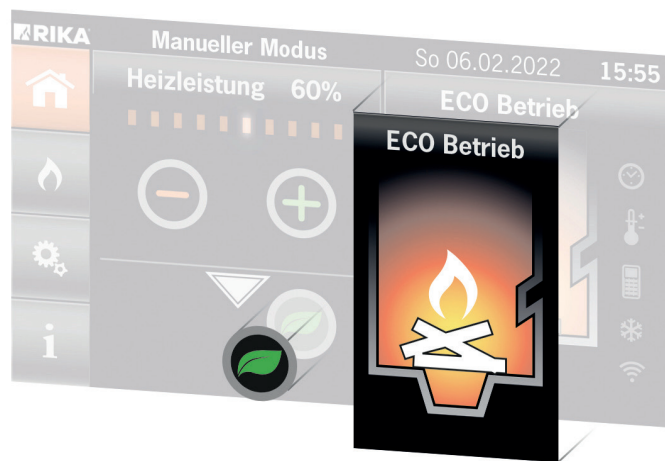 RIKA
Manueller Modus
So 06.02.2022
15:55
Heizleistung 60%
ECO Betrieb
ECO Betrieb
i